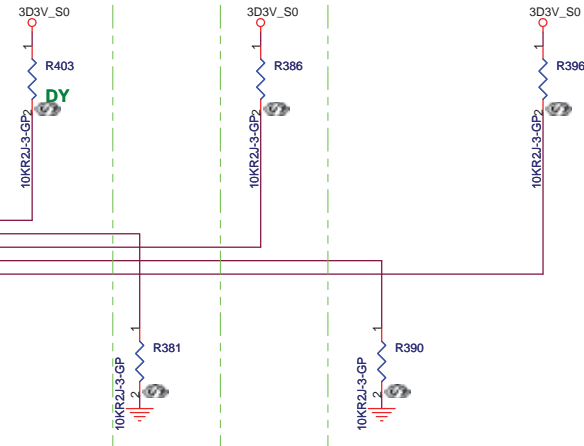 3D3V_S0
3D3V_S0
3D3V_S0
1
1
1
R403
R386
R396
DY
2
2
2
10KR2J-3-GP
10KR2J-3-GP
10KR2J-3-GP
1
1
R381
R390
2
2
10KR2J-3-GP
10KR2J-3-GP